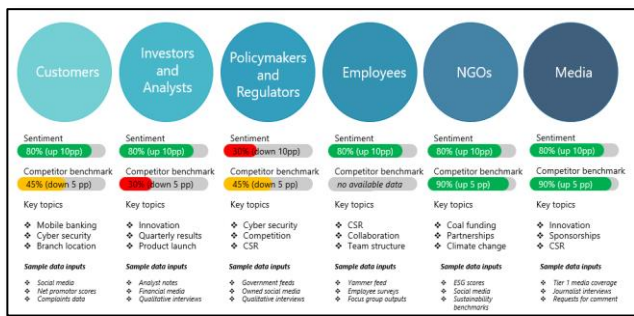 Customers
Investors
and
Analysts
Policymakers
and
Regulators
Employees
NGOs
Media
Sentiment
80% (up 10pp)
Competitor benchmark
45% (down 5 pp)
Key topics
❖ Mobile banking
❖ Cyber security
❖ Branch location
Sample data inputs
❖ Social media
❖ Net promotor scores
❖ Complaints data
Sentiment
80% (up 10pp)
Competitor benchmark
(down 5 pp)
Key topics
❖ Innovation
❖ Quarterly results
❖ Product launch
Sample data inputs
❖ Analyst notes
❖ Financial media
❖ Qualitative interviews
Sentiment
(down 10pp)
Competitor benchmark
45% (down 5 pp)
Key topics
❖ Cyber security
❖ Competition
❖ CSR
Sample data inputs
❖ Government feeds
❖ Owned social media
❖ Qualitative interviews
Sentiment
80% (up 10pp)
Competitor benchmark
no available data
Key topics
❖ CSR
❖ Collaboration
❖ Team structure
Sample data inputs
❖ Yammer feed
❖ Employee surveys
❖ Focus group outputs
Sentiment
80% (up 10pp)
Competitor benchmark
90% (up 5 pp)
Key topics
❖ Coal funding
❖ Partnerships
❖ Climate change
Sample data inputs
❖ ESG scores
❖ Social media
❖ Sustainability
benchmarks
Sentiment
80% (up 10pp)
Competitor benchmark
90% (up 5 pp)
Key topics
❖ Innovation
❖ Sponsorships
❖ CSR
Sample data inputs
❖ Tier 1 media coverage
❖ Journalist interviews
❖ Requests for comment